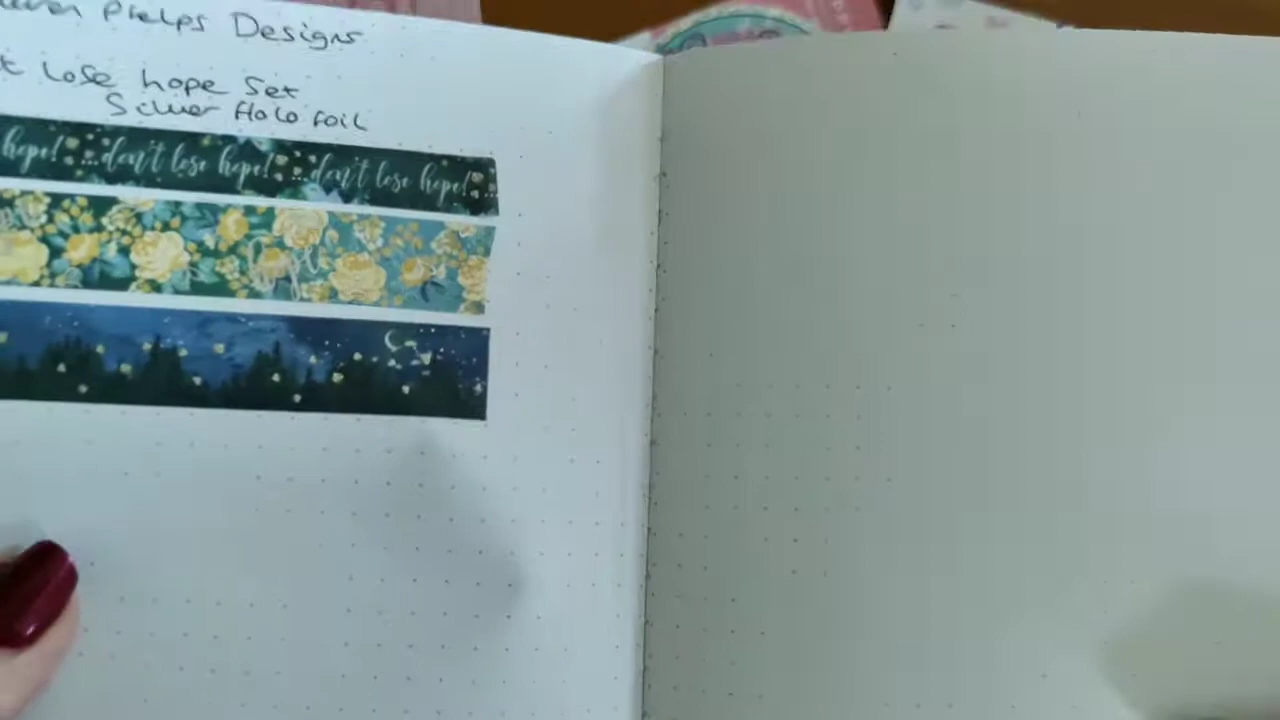 Phelps Designs
Lose hope Set
Silver Holo foil
hope! ...don't lose hope! ...don't lose hope! ...